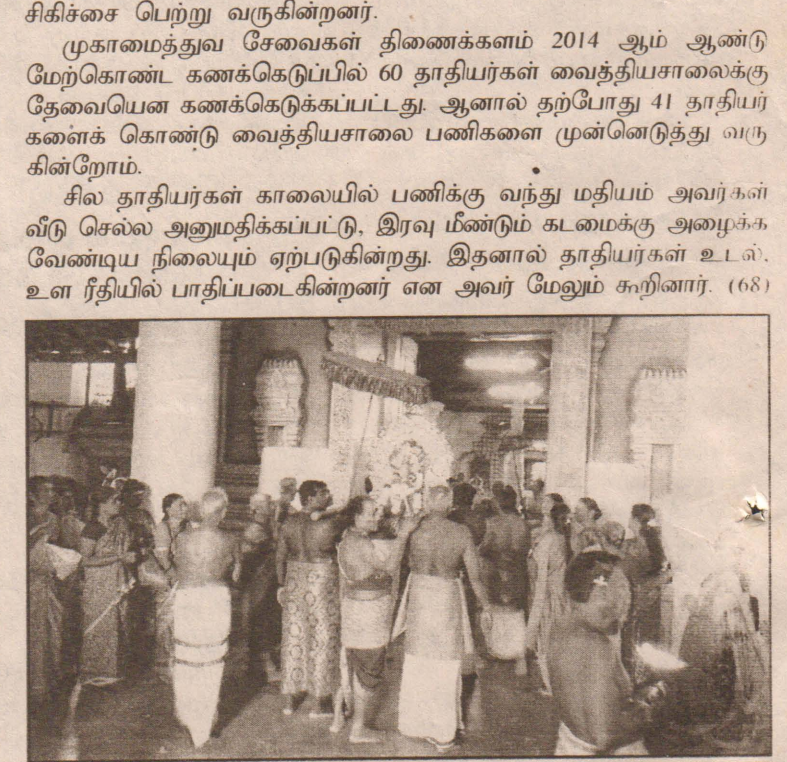 சிகிச்சை பெற்று வருகின்றனர்.
முகாமைத்துவ சேவைகள் திணைக்களம் 2014 ஆம் ஆண்டு
மேற்கொண்ட கணக்கெடுப்பில் 60 தாதியர்கள் வைத்தியசாலைக்கு
தேவையென கணக்கெடுக்கப்பட்டது. ஆனால் தற்போது 41 தாதியர்
களைக் கொண்டு வைத்தியசாலை பணிகளை முன்னெடுத்து வரு
கின்றோம்.
சில தாதியர்கள் காலையில் பணிக்கு வந்து மதியம் அவர்கள்
வீடு செல்ல அனுமதிக்கப்பட்டு, இரவு மீண்டும் கடமைக்கு அழைக்க
வேண்டிய நிலையும் ஏற்படுகின்றது. இதனால் தாதியர்கள் உடல்,
உள ரீதியில் பாதிப்படைகின்றனர் என அவர் மேலும் கூறினார். (68)